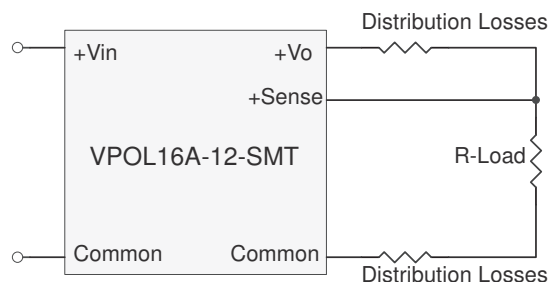 Distribution Losses
+Vin
+Vo
+Sense
VPOL16A-12-SMT
R-Load
Common
Common
Distribution Losses